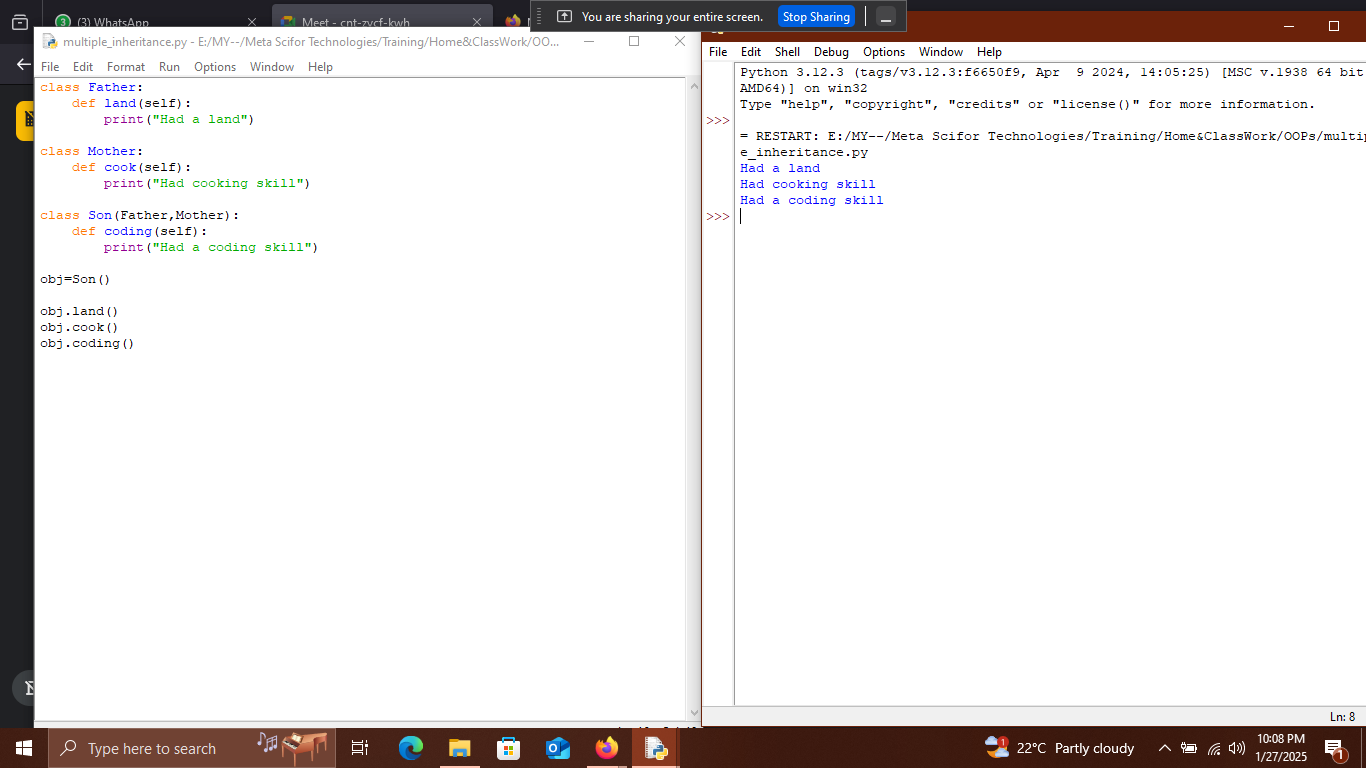 (3) WhatsApp
Meet - cnt-zycf-kwh
You are sharing your entire screen.
Stop Sharing
multiple_inheritance.py - E:/MY--/Meta Scifor Technologies/Training/Home&ClassWork/OO...
File Edit Format Run Options Window Help
class Father:
    def land(self):
        print("Had a land")
class Mother:
    def cook(self):
        print("Had cooking skill")
class Son(Father,Mother):
    def coding(self):
        print("Had a coding skill")
obj=Son()
obj.land()
obj.cook()
obj.coding()
File Edit Shell Debug Options Window Help
Python 3.12.3 (tags/v3.12.3:f6650f9, Apr  9 2024, 14:05:25) [MSC v.1938 64 bit
AMD64)] on win32
Type "help", "copyright", "credits" or "license()" for more information.
>>>
= RESTART: E:/MY--/Meta Scifor Technologies/Training/Home&ClassWork/OOPs/multip
e_inheritance.py
Had a land
Had cooking skill
Had a coding skill
>>>
Ln: 8
Type here to search
22°C Partly cloudy
10:08 PM
1/27/2025
1